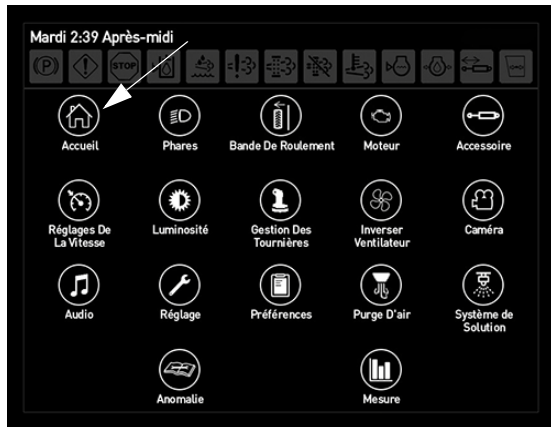 Mardi 2:39 Après-midi
(P) STOP
Accueil Phares Bande De Roulement Moteur Accessoire
Réglages De La Vitesse Luminosité Gestion Des Tournières Inverser Ventilateur Caméra
Audio Réglage Préférences Purge D'air Système de Solution
Anomalie Mesure